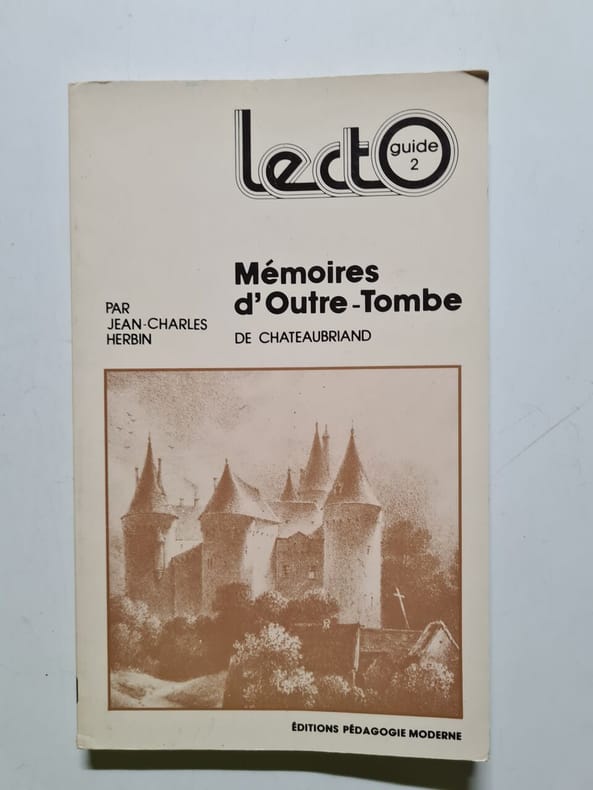 lectO
guide
2
Mémoires
d'Outre-Tombe
DE CHATEAUBRIAND
PAR
JEAN-CHARLES
HERBIN
ÉDITIONS PÉDAGOGIE MODERNE